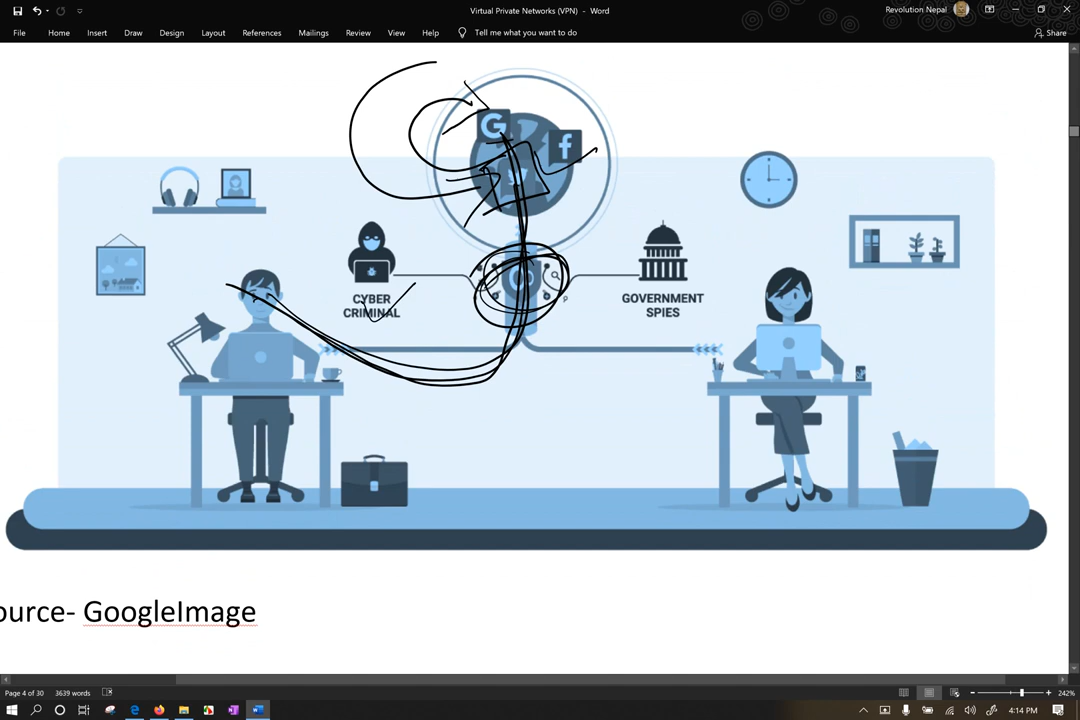 Virtual Private Networks (VPN) - Word
Revolution Nepal
File Home Insert Draw Design Layout References Mailings Review View Help Tell me what you want to do
Share
G
f
CYBER
CRIMINAL
GOVERNMENT
SPIES
ource- GoogleImage
Page 4 of 30 3639 words
242%
4:14 PM